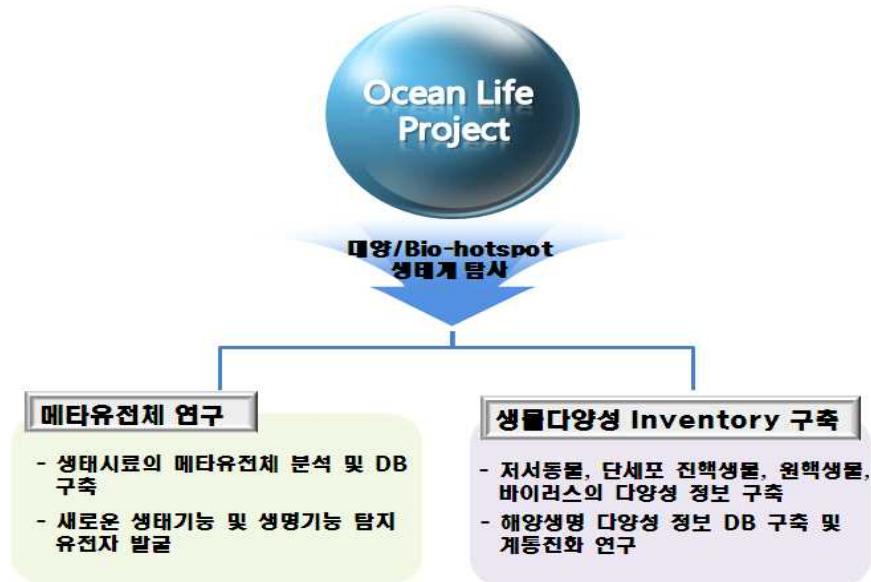 Ocean Life
Project
대양/Bio-hotspot
생태계 탐사
메타유전체 연구
- 생태시료의 메타유전체 분석 및 DB
구축
- 새로운 생태기능 및 생명기능 탐지
유전자 발굴
생물다양성 Inventory 구축
- 저서동물, 단세포 진핵생물, 원핵생물,
바이러스의 다양성 정보 구축
- 해양생명 다양성 정보 DB 구축 및
계통진화 연구